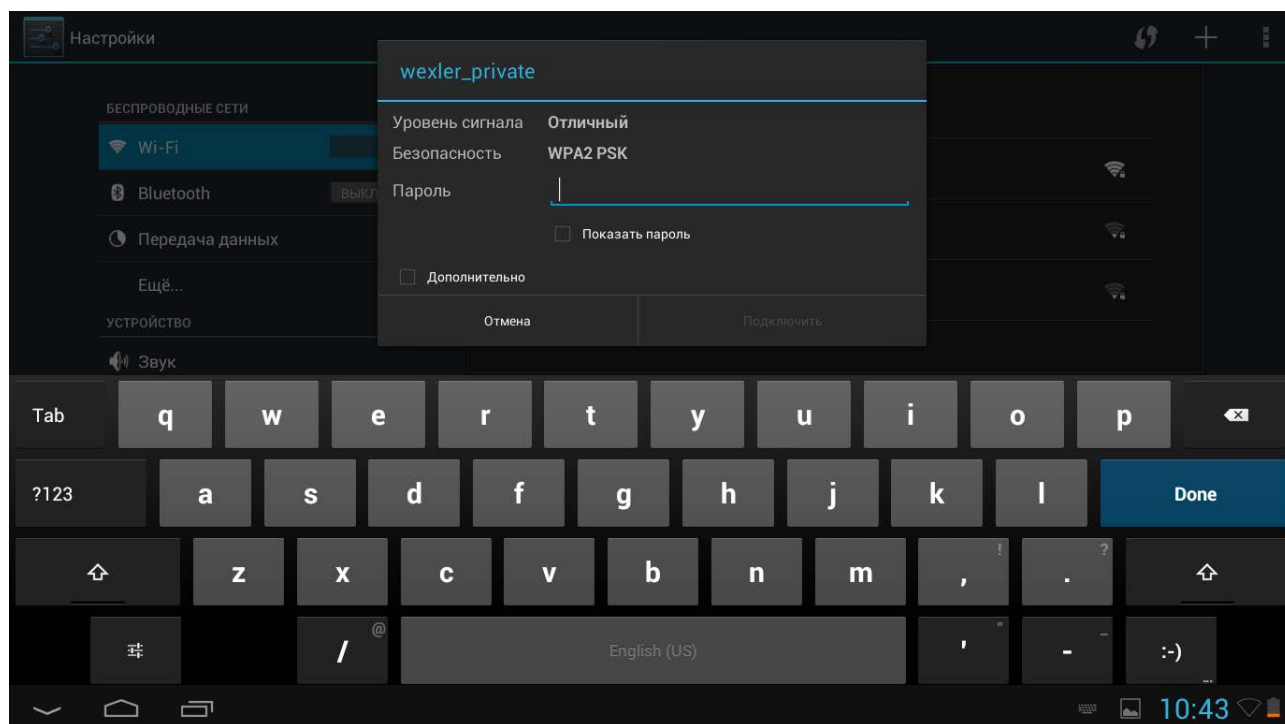 Настройки
wexler_private
БЕСПРОВОДНЫЕ СЕТИ
Уровень сигнала Отличный
Wi-Fi
Безопасность WPA2 PSK
Bluetooth ВЫКЛ
Пароль
Показать пароль
Передача данных
Дополнительно
Ещё...
УСТРОЙСТВО
Отмена Подключить
Звук
Tab q w e r t y u i o p
?123 a s d f g h j k l Done
z x c v b n m , ! . ?
/ @ English (US) ' " - _ :-) ...
10:43